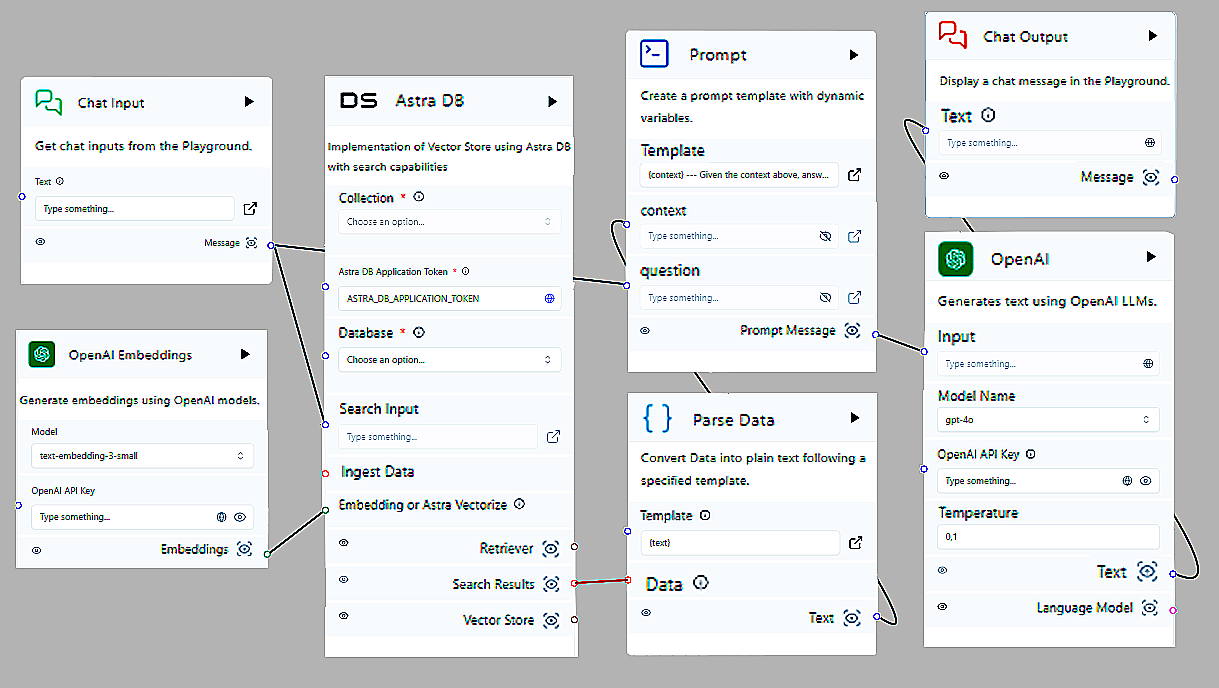 Chat Input
Get chat inputs from the Playground.
Text
Type something...
Message
OpenAI Embeddings
Generate embeddings using OpenAI models.
Model
text-embedding-3-small
OpenAI API Key
Type something...
Embeddings
DS Astra DB
Implementation of Vector Store using Astra DB
with search capabilities
Collection *
Choose an option...
Astra DB Application Token *
ASTRA_DB_APPLICATION_TOKEN
Database *
Choose an option...
Search Input
Type something...
Ingest Data
Embedding or Astra Vectorize
Retriever
Search Results
Vector Store
Prompt
Create a prompt template with dynamic
variables.
Template
{context} --- Given the context above, answ...
context
Type something...
question
Type something...
Prompt Message
Parse Data
Convert Data into plain text following a
specified template.
Template
{text}
Data
Text
Chat Output
Display a chat message in the Playground.
Text
Type something...
Message
OpenAI
Generates text using OpenAI LLMs.
Input
Type something...
Model Name
gpt-4o
OpenAI API Key
Type something...
Temperature
0,1
Text
Language Model